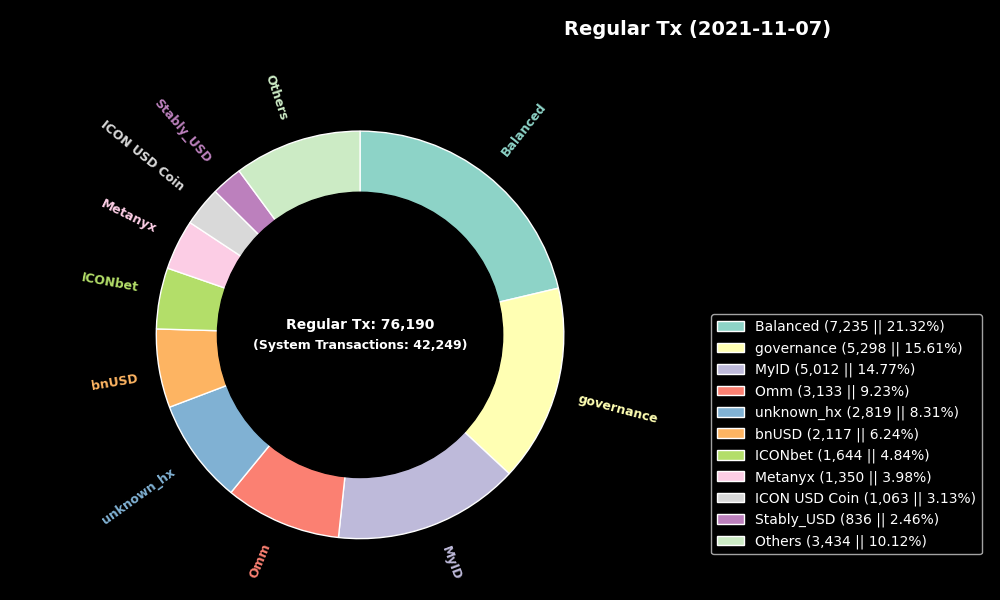 Regular Tx (2021-11-07)
Others
Balanced
Stably_USD
ICON USD Coin
Metanyx
ICONbet
bnUSD
unknown_hx
Omm
MyID
governance
Regular Tx: 76,190
(System Transactions: 42,249)
Balanced (7,235 || 21.32%)
governance (5,298 || 15.61%)
MyID (5,012 || 14.77%)
Omm (3,133 || 9.23%)
unknown_hx (2,819 || 8.31%)
bnUSD (2,117 || 6.24%)
ICONbet (1,644 || 4.84%)
Metanyx (1,350 || 3.98%)
ICON USD Coin (1,063 || 3.13%)
Stably_USD (836 || 2.46%)
Others (3,434 || 10.12%)